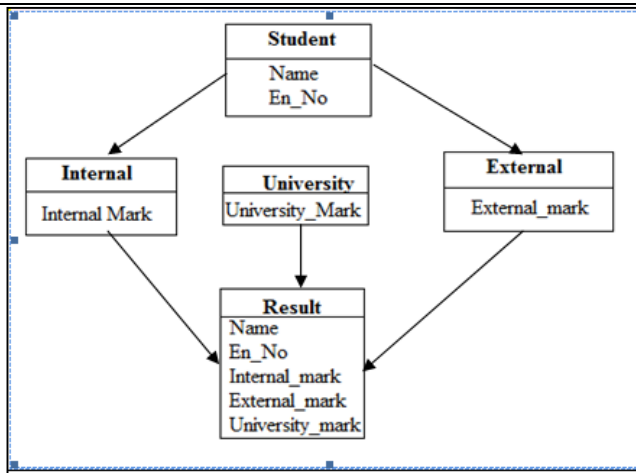 Student
Name
En_No
Internal
Internal Mark
University
University_Mark
External
External_mark
Result
Name
En_No
Internal_mark
External_mark
University_mark